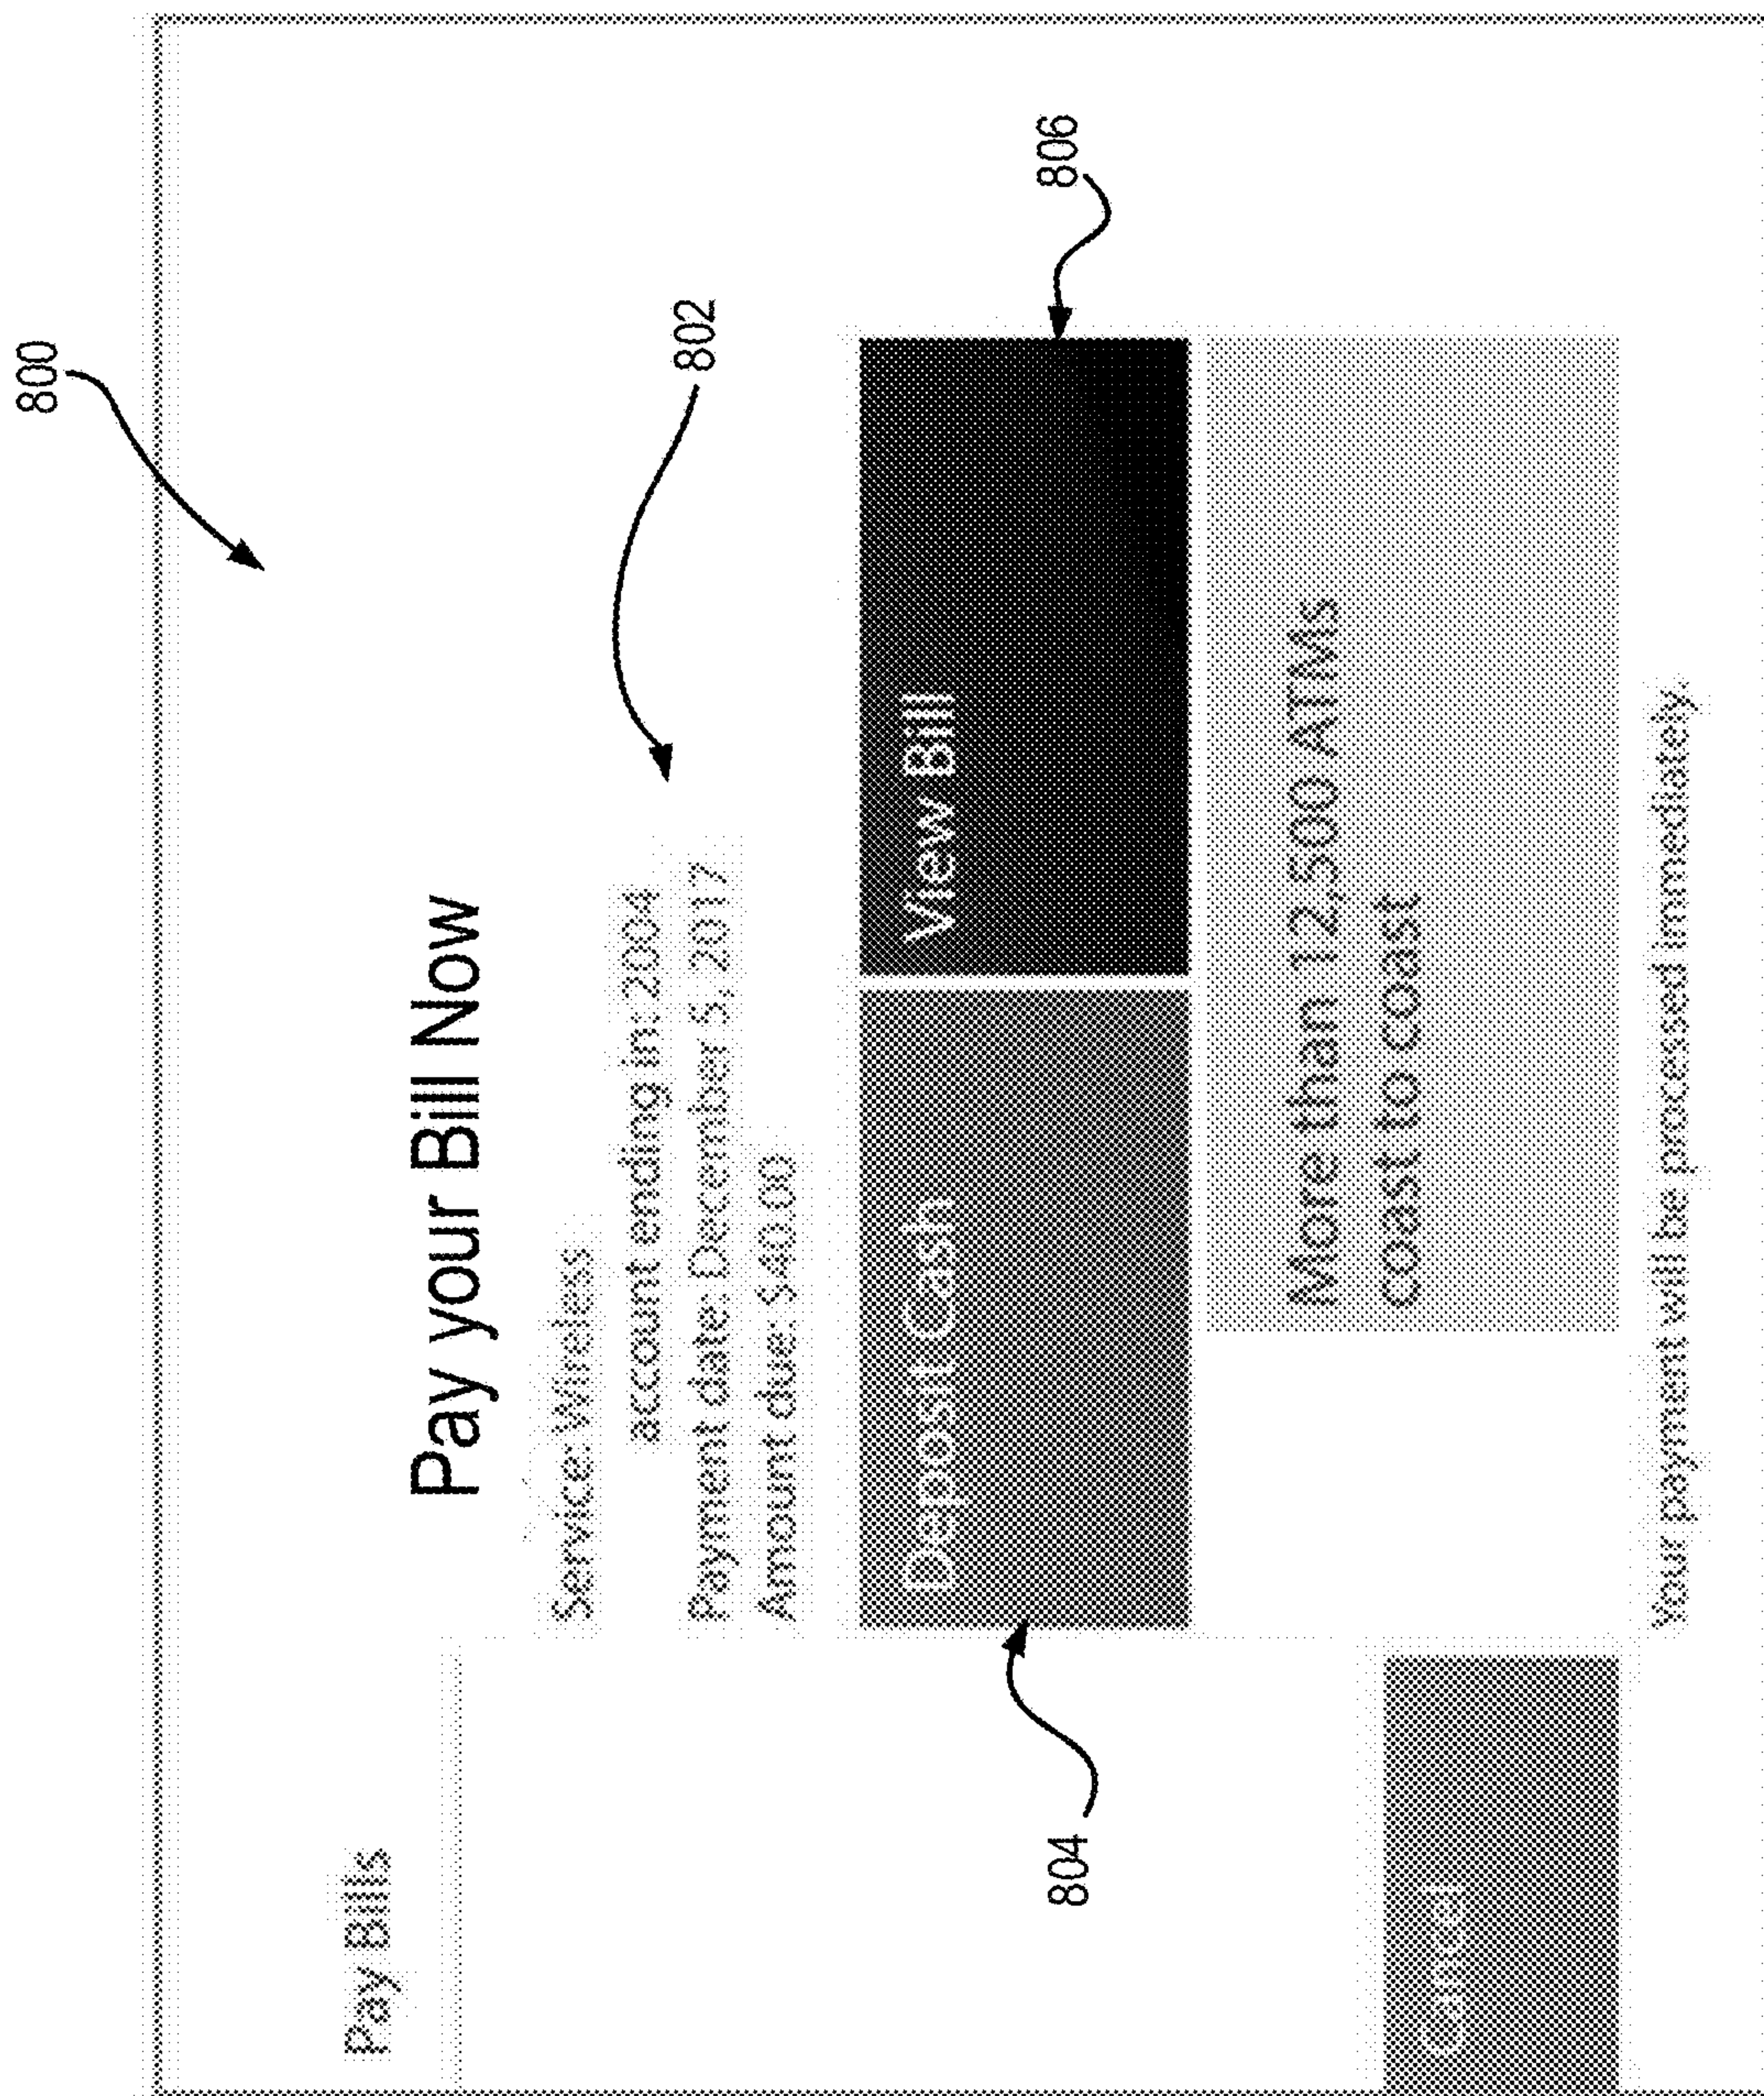 800
Pay Bills
Pay your Bill Now
Service: Wireless
account ending in: 2004
802
Payment date: December 5, 2017
Amount due: $40.00
Deposit Cash
View Bill
804
806
More than 12,500 ATMs
coast to coast
Cancel
Your payment will be processed immediately.